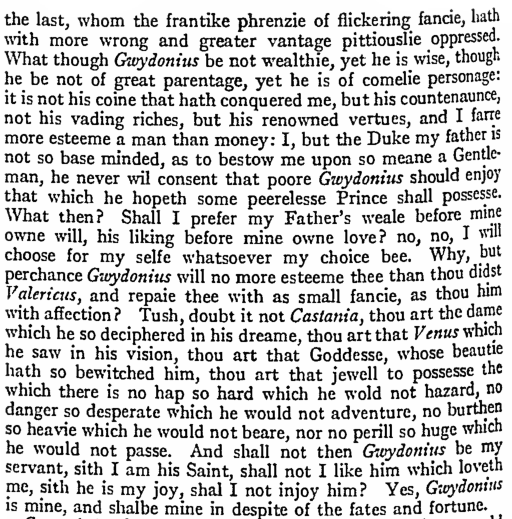 the last, whom the frantike phrenzie of flickering fancie, hath
with more wrong and greater vantage pittiouslie oppressed.
What though Gwydonius be not wealthie, yet he is wise, though
he be not of great parentage, yet he is of comelie personage:
it is not his coine that hath conquered me, but his countenaunce,
not his vading riches, but his renowned vertues, and I farre
more esteeme a man than money: I, but the Duke my father is
not so base minded, as to bestow me upon so meane a Gentle-
man, he never wil consent that poore Gwydonius should enjoy
that which he hopeth some peerelesse Prince shall possesse.
What then? Shall I prefer my Father's weale before mine
owne will, his liking before mine owne love? no, no, I will
choose for my selfe whatsoever my choice bee. Why, but
perchance Gwydonius will no more esteeme thee than thou didst
Valericus, and repaie thee with as small fancie, as thou him
with affection? Tush, doubt it not Castania, thou art the dame
which he so deciphered in his dreame, thou art that Venus which
he saw in his vision, thou art that Goddesse, whose beautie
hath so bewitched him, thou art that jewell to possesse the
which there is no hap so hard which he wold not hazard, no
danger so desperate which he would not adventure, no burthen
so heavie which he would not beare, nor no perill so huge which
he would not passe. And shall not then Gwydonius be my
servant, sith I am his Saint, shall not I like him which loveth
me, sith he is my joy, shal I not injoy him? Yes, Gwydonius
is mine, and shalbe mine in despite of the fates and fortune.